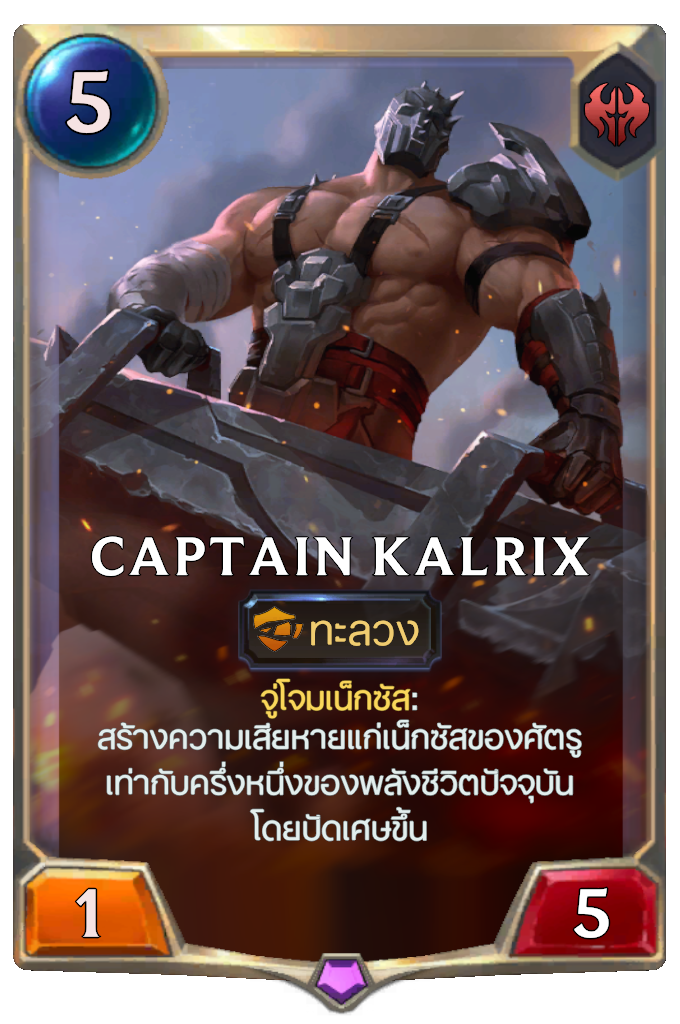 5
CAPTAIN KALRIX
ทะลวง
จู่โจมเน็กซัส:
สร้างความเสียหายแก่เน็กซัสของศัตรู
เท่ากับครึ่งหนึ่งของพลังชีวิตปัจจุบัน
โดยปัดเศษขึ้น
1
5